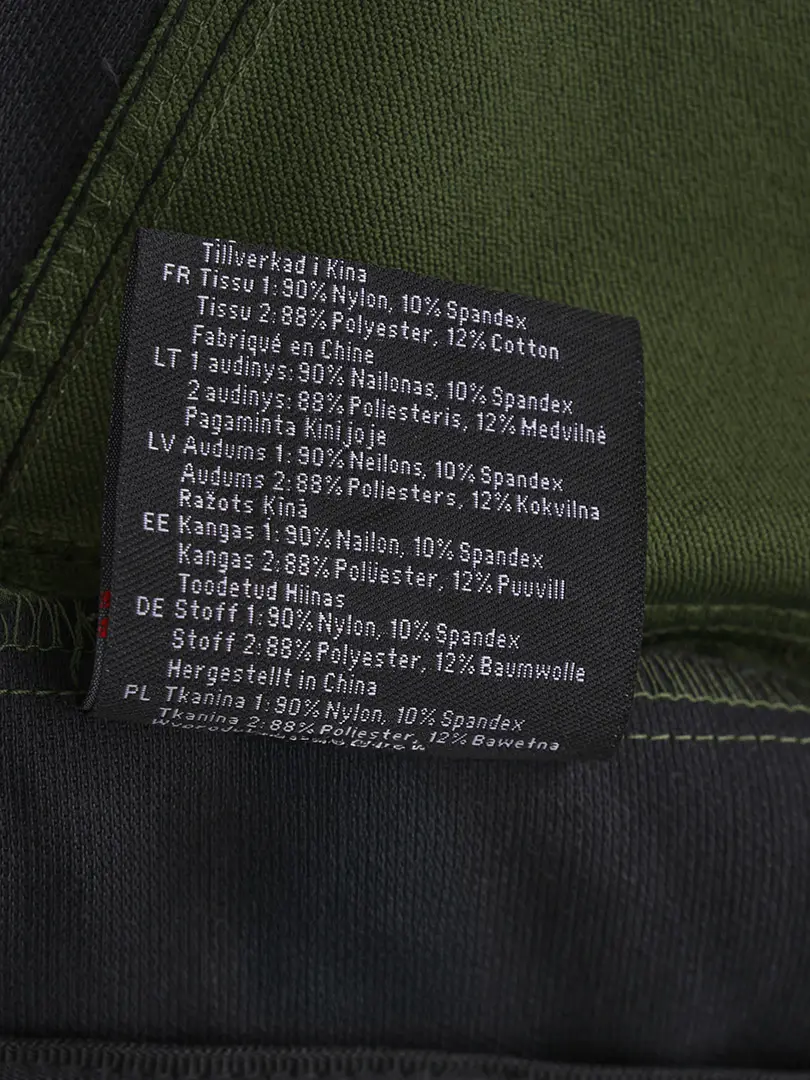 Tillverkad i Kina
FR Tissu 1:90% Nylon, 10% Spandex
Tissu 2:88% Polyester, 12% Cotton
Fabriqué en Chine
LT 1 audinys:90% Nailonas, 10% Spandex
2 audinys: 88% Poliesteris, 12% Medvilnė
Pagaminta Kinijoje
LV Audums 1:90% Neilons, 10% Spandex
Audums 2:88% Poliesters, 12% Kokvilna
Ražots Ķīnā
EE Kangas 1:90% Nailon, 10% Spandex
Kangas 2:88% Polüester, 12% Puuvill
Toodetud Hiinas
DE Stoff 1:90% Nylon, 10% Spandex
Stoff 2:88% Polyester, 12% Baumwolle
Hergestellt in China
PL Tkanina 1:90% Nylon, 10% Spandex
Tkanina 2:88% Poliester, 12% Bawełna